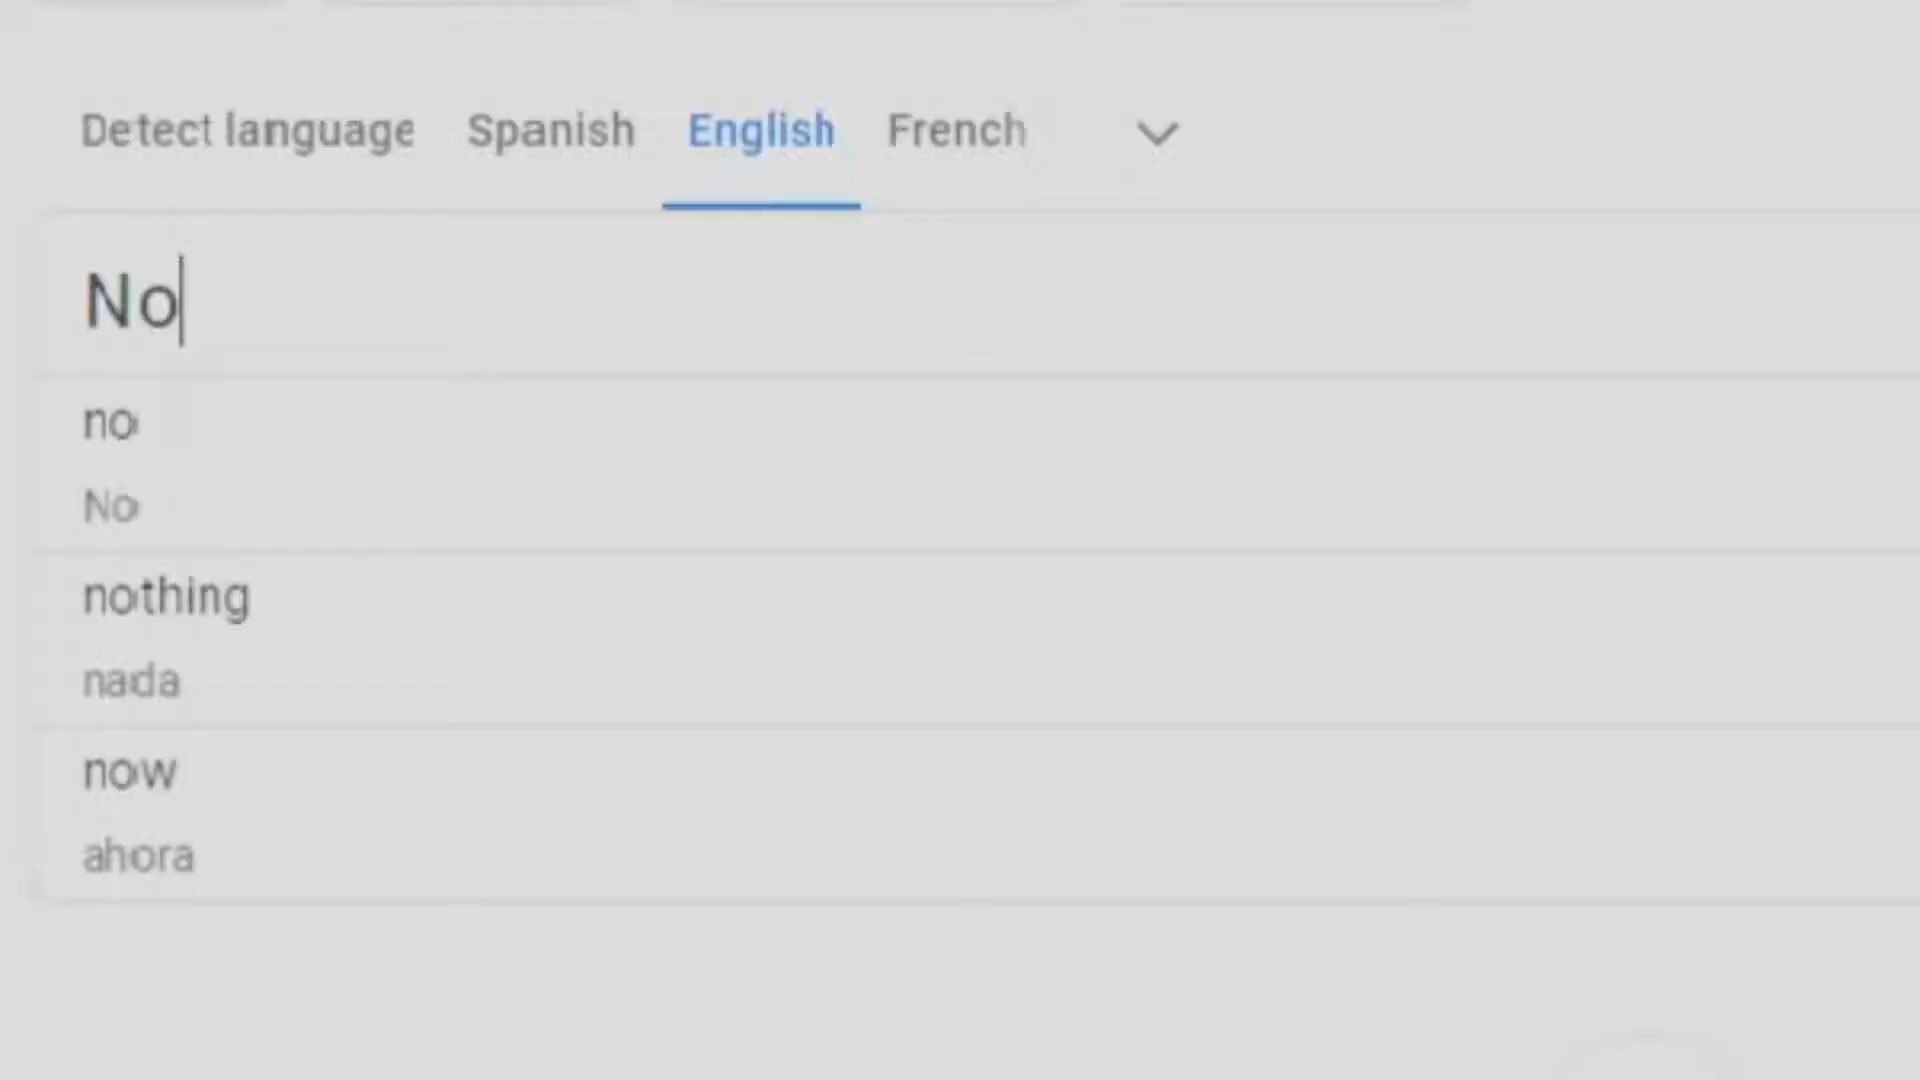 Detect language Spanish English French
No
no
No
nothing
nada
now
ahora